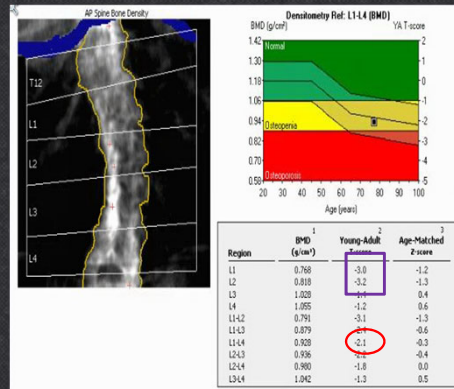 AP Spine Bone Density
T12
L1
L2
L3
L4
Densitometry Ref: L1-L4 (BMD)
BMD (g/cm²) YA T-score
1.42 2
Normal
1.30 1
1.18 0
1.06 -1
0.94 -2
Osteopenia
0.82 -3
0.70 -4
Osteoporosis
0.58 -5
20 30 40 50 60 70 80 90 100
Age (years)
1 2 3
BMD Young-Adult Age-Matched
Region (g/cm²) T-score Z-score
L1 0.768 -3.0 -1.2
L2 0.818 -3.2 -1.3
L3 1.028 0.4
L4 1.055 -1.2 0.6
L1-L2 0.791 -3.1 -1.3
L1-L3 0.879 -0.6
L1-L4 0.928 -2.1 -0.3
L2-L3 0.936 -0.4
L2-L4 0.980 -1.8 0.0
L3-L4 1.042 -1.3 0.5